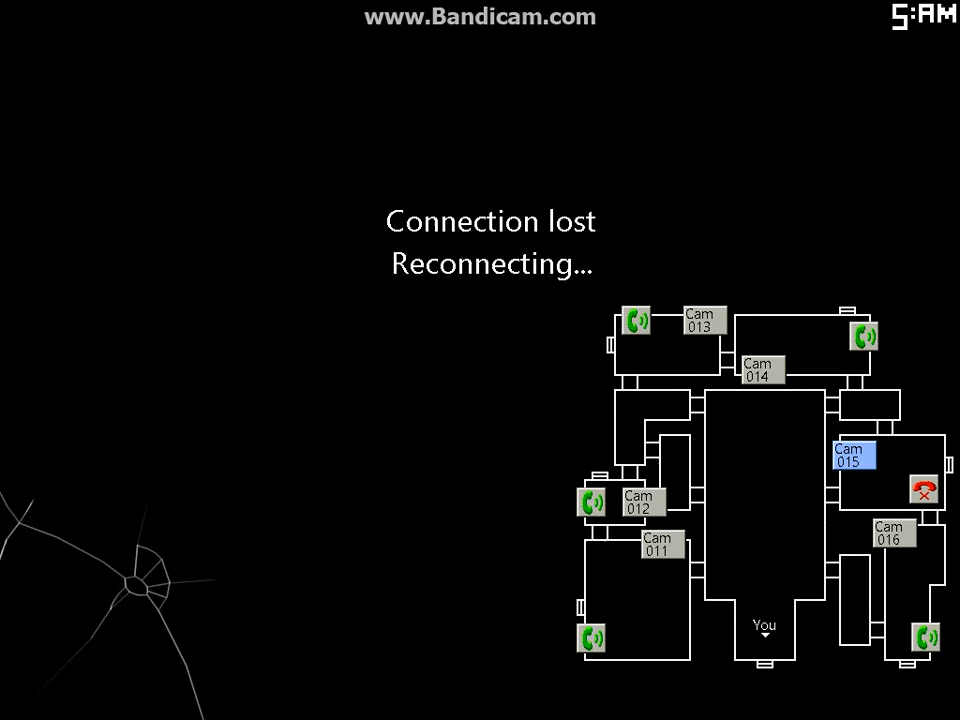 www.Bandicam.com
5:AM
Connection lost
Reconnecting...
Cam
013
Cam
014
Cam
015
Cam
012
Cam
016
Cam
011
You